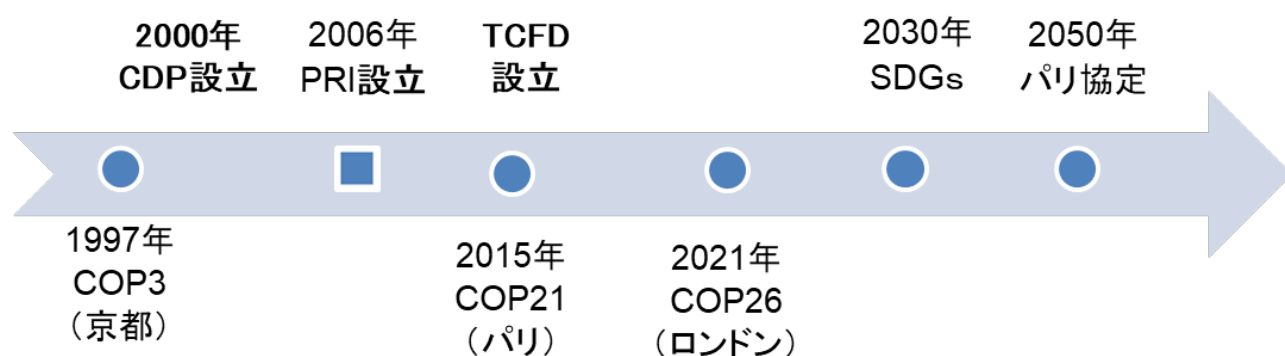 2000年
CDP設立
2006年
PRI設立
TCFD
設立
2030年
SDGs
2050年
パリ協定
1997年
COP3
（京都）
2015年
COP21
（パリ）
2021年
COP26
（ロンドン）